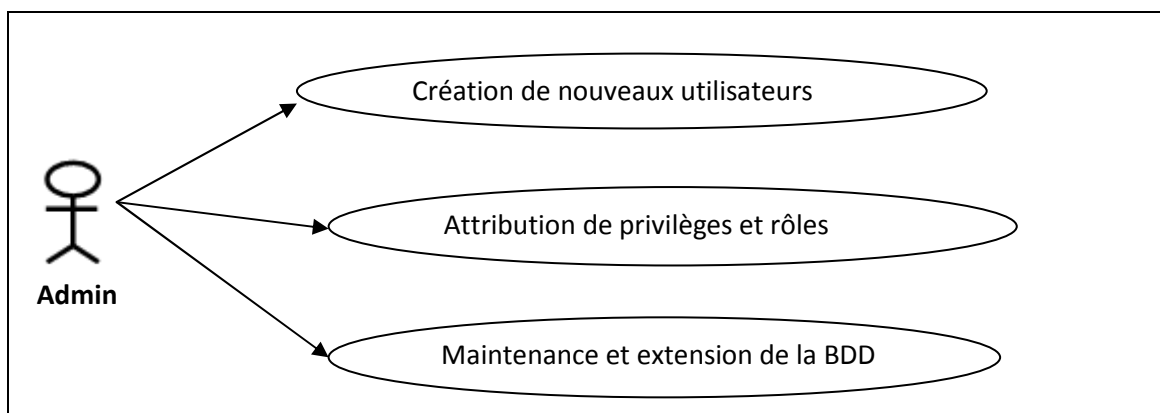 Création de nouveaux utilisateurs
Attribution de privilèges et rôles
Admin
Maintenance et extension de la BDD